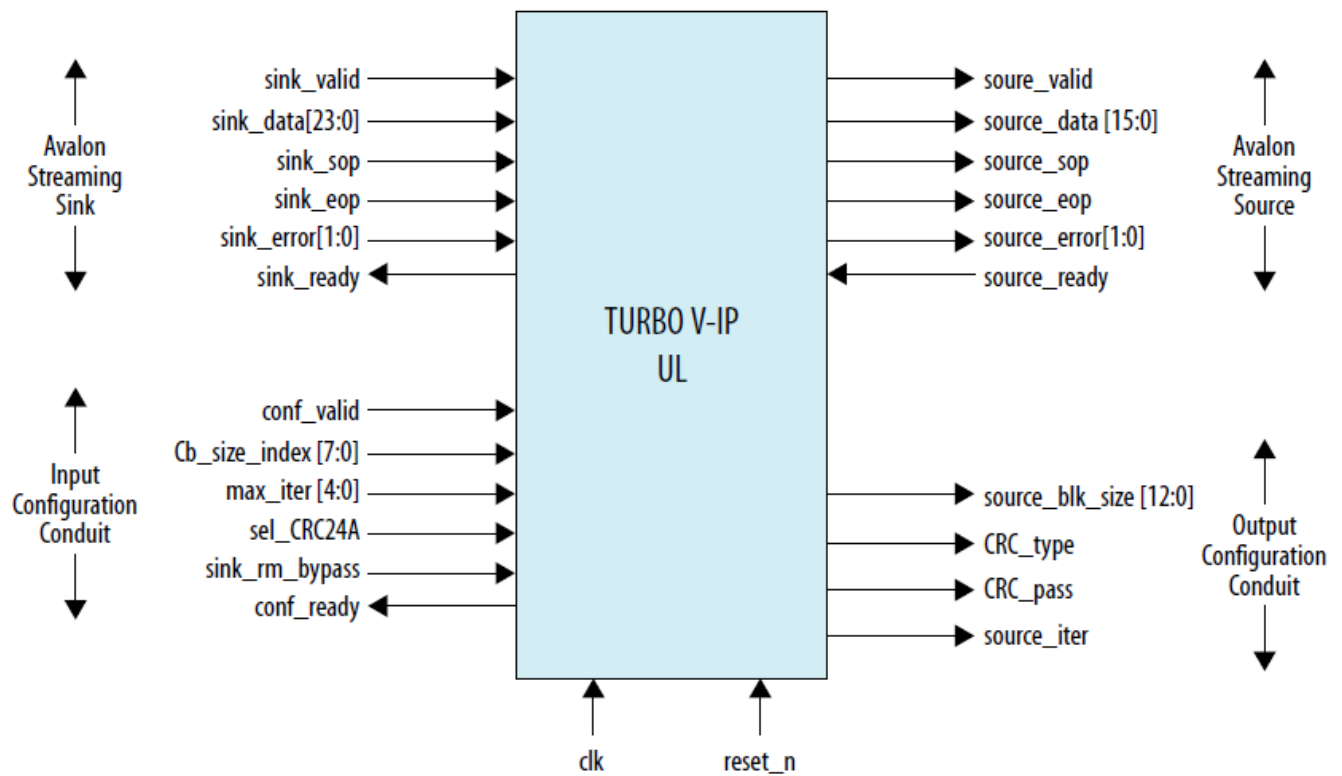 sink_valid
sink_data[23:0]
sink_sop
sink_eop
sink_error[1:0]
sink_ready
Avalon
Streaming
Sink
conf_valid
Cb_size_index [7:0]
max_iter [4:0]
sel_CRC24A
sink_rm_bypass
conf_ready
Input
Configuration
Conduit
TURBO V-IP
UL
clk
reset_n
soure_valid
source_data [15:0]
source_sop
source_eop
source_error[1:0]
source_ready
Avalon
Streaming
Source
source_blk_size [12:0]
CRC_type
CRC_pass
source_iter
Output
Configuration
Conduit